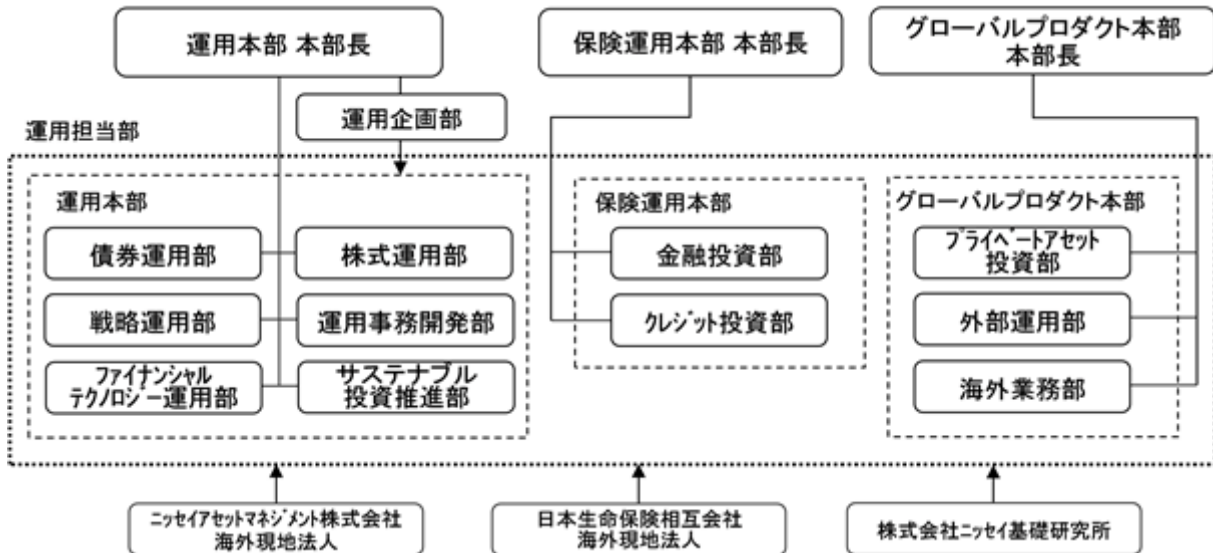 運用本部 本部長
保険運用本部 本部長
グローバルプロダクト本部
本部長
運用企画部
運用担当部
運用本部
債券運用部
株式運用部
戦略運用部
運用事務開発部
ファイナンシャル
テクノロジー運用部
サステナブル
投資推進部
保険運用本部
金融投資部
クレジット投資部
グローバルプロダクト本部
プライベートアセット
投資部
外部運用部
海外業務部
ニッセイアセットマネジメント株式会社
海外現地法人
日本生命保険相互会社
海外現地法人
株式会社ニッセイ基礎研究所